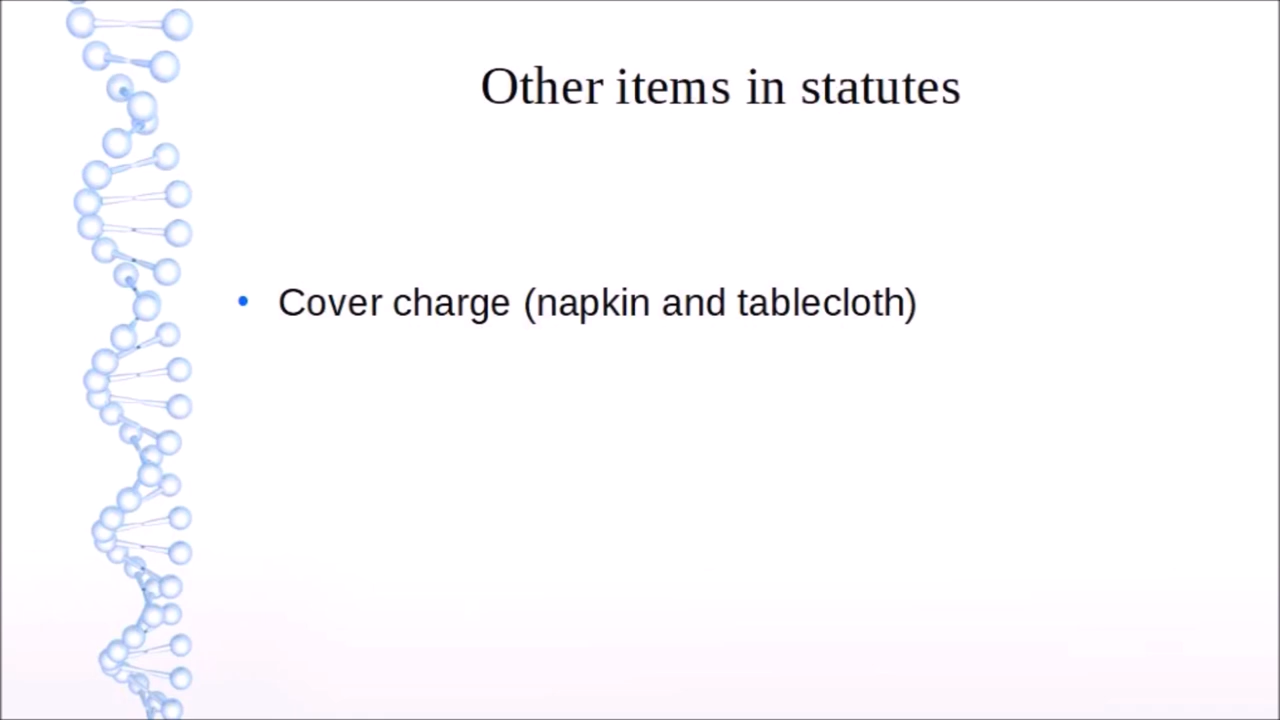 Other items in statutes
• Cover charge (napkin and tablecloth)